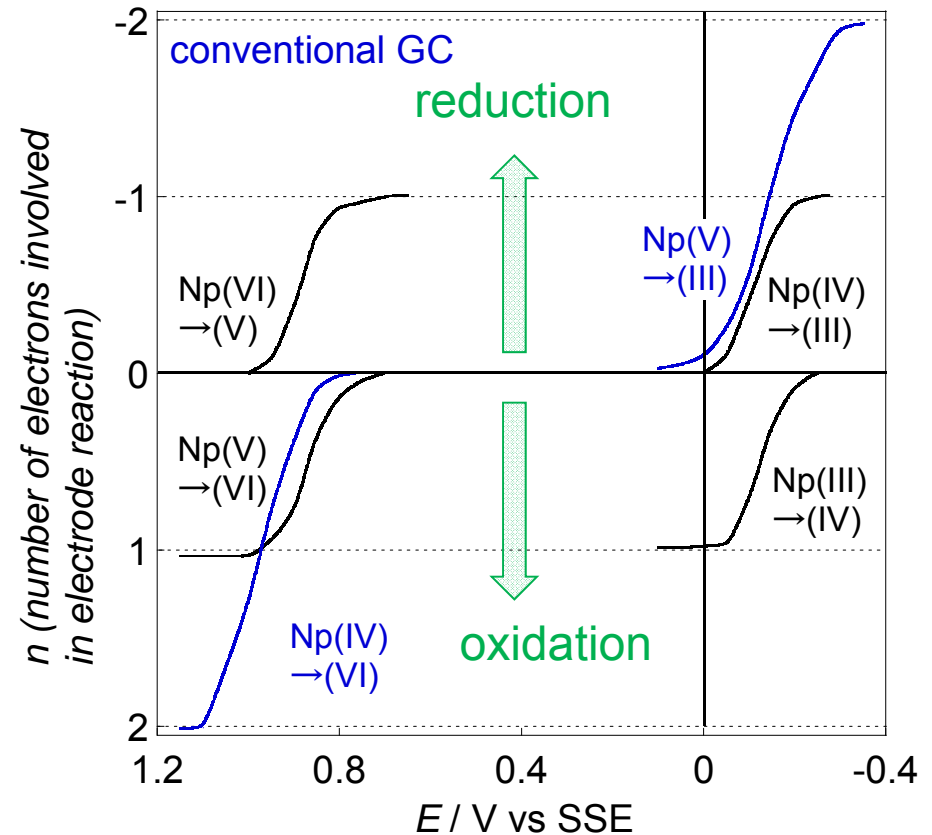 -2
conventional GC
reduction
-1
Np(V)
→(III)
Np(VI)
→(V)
Np(IV)
→(III)
0
Np(V)
→(VI)
Np(III)
→(IV)
1
Np(IV)
→(VI)
oxidation
2
n (number of electrons involved
in electrode reaction)
1.2 0.8 0.4 0 -0.4
E / V vs SSE